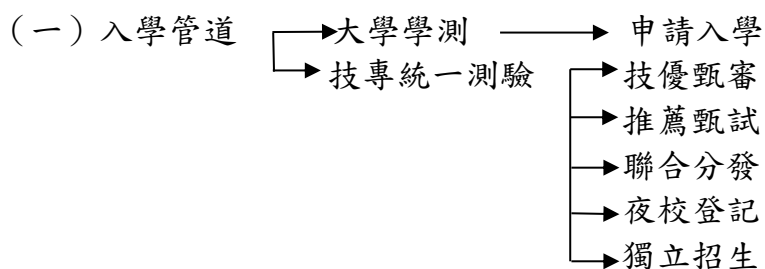 （一）入學管道 大學學測 申請入學
技專統一測驗 技優甄審
推薦甄試
聯合分發
夜校登記
獨立招生